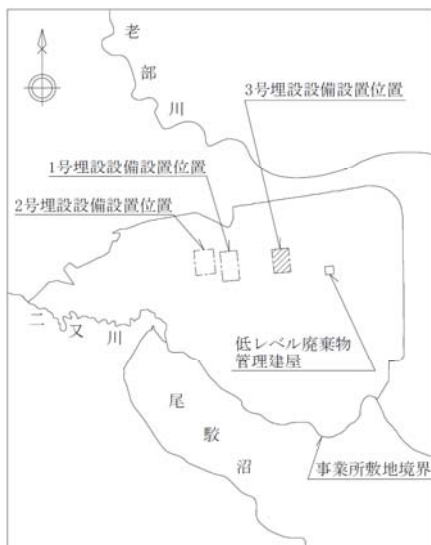 老部川
3号埋設設備設置位置
1号埋設設備設置位置
2号埋設設備設置位置
二又川
低レベル廃棄物
管理建屋
尾駮沼
事業所敷地境界